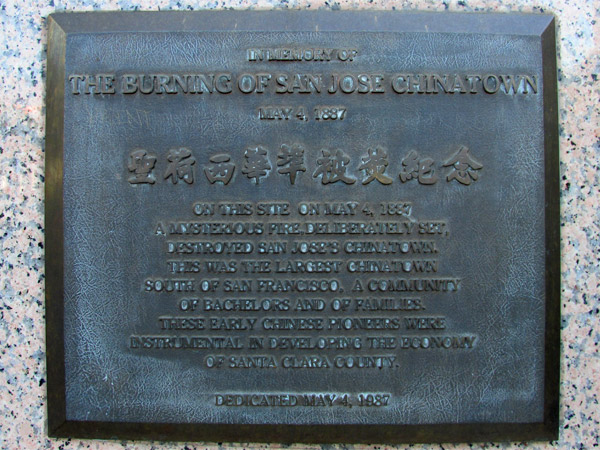 IN MEMORY OF
THE BURNING OF SAN JOSE CHINATOWN
MAY 4, 1887
聖荷西華埠被焚紀念
ON THIS SITE ON MAY 4, 1887
A MYSTERIOUS FIRE DELIBERATELY SET,
DESTROYED SAN JOSE'S CHINATOWN.
THIS WAS THE LARGEST CHINATOWN
SOUTH OF SAN FRANCISCO, A COMMUNITY
OF BACHELORS AND OF FAMILIES.
THESE EARLY CHINESE PIONEERS WERE
INSTRUMENTAL IN DEVELOPING THE ECONOMY
OF SANTA CLARA COUNTY.
DEDICATED MAY 4, 1987